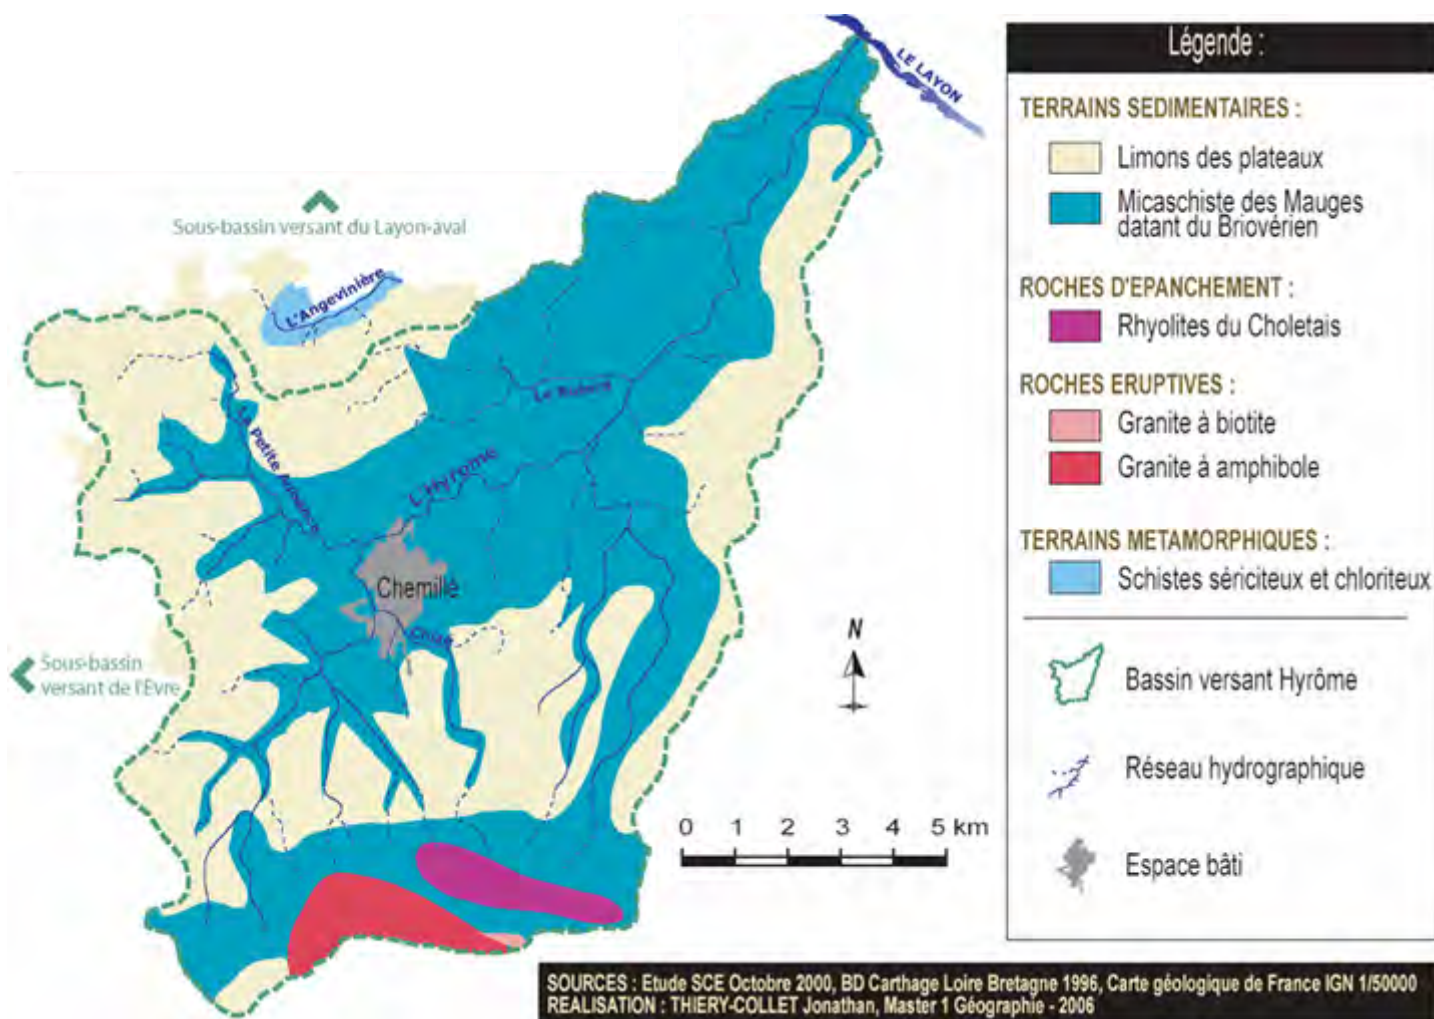 LE LAYON
Sous-bassin versant du Layon-aval
L'Angevinière
La Petite
Le
L'Hyrome
Chemillé
Sous-bassin
versant de l'Evre
N
0 1 2 3 4 5 km
Légende :
TERRAINS SEDIMENTAIRES :
Limons des plateaux
Micaschiste des Mauges
datant du Briovérien
ROCHES D'EPANCHEMENT :
Rhyolites du Choletais
ROCHES ERUPTIVES :
Granite à biotite
Granite à amphibole
TERRAINS METAMORPHIQUES :
Schistes sériciteux et chloriteux
Bassin versant Hyrôme
Réseau hydrographique
Espace bâti
SOURCES : Etude SCE Octobre 2000, BD Carthage Loire Bretagne 1996, Carte géologique de France IGN 1/50000
REALISATION : THIERY-COLLET Jonathan, Master 1 Géographie - 2006